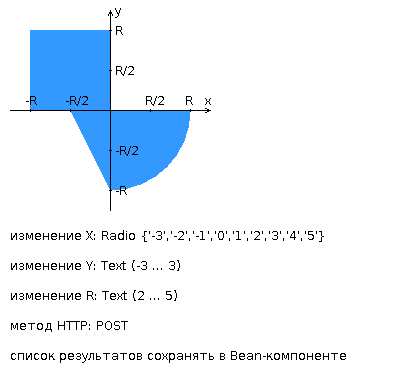 y
R
R/2
-R -R/2 R/2 R x
-R/2
-R
изменение X: Radio {'-3','-2','-1','0','1','2','3','4','5'}
изменение Y: Text (-3 ... 3)
изменение R: Text (2 ... 5)
метод HTTP: POST
список результатов сохранять в Bean-компоненте